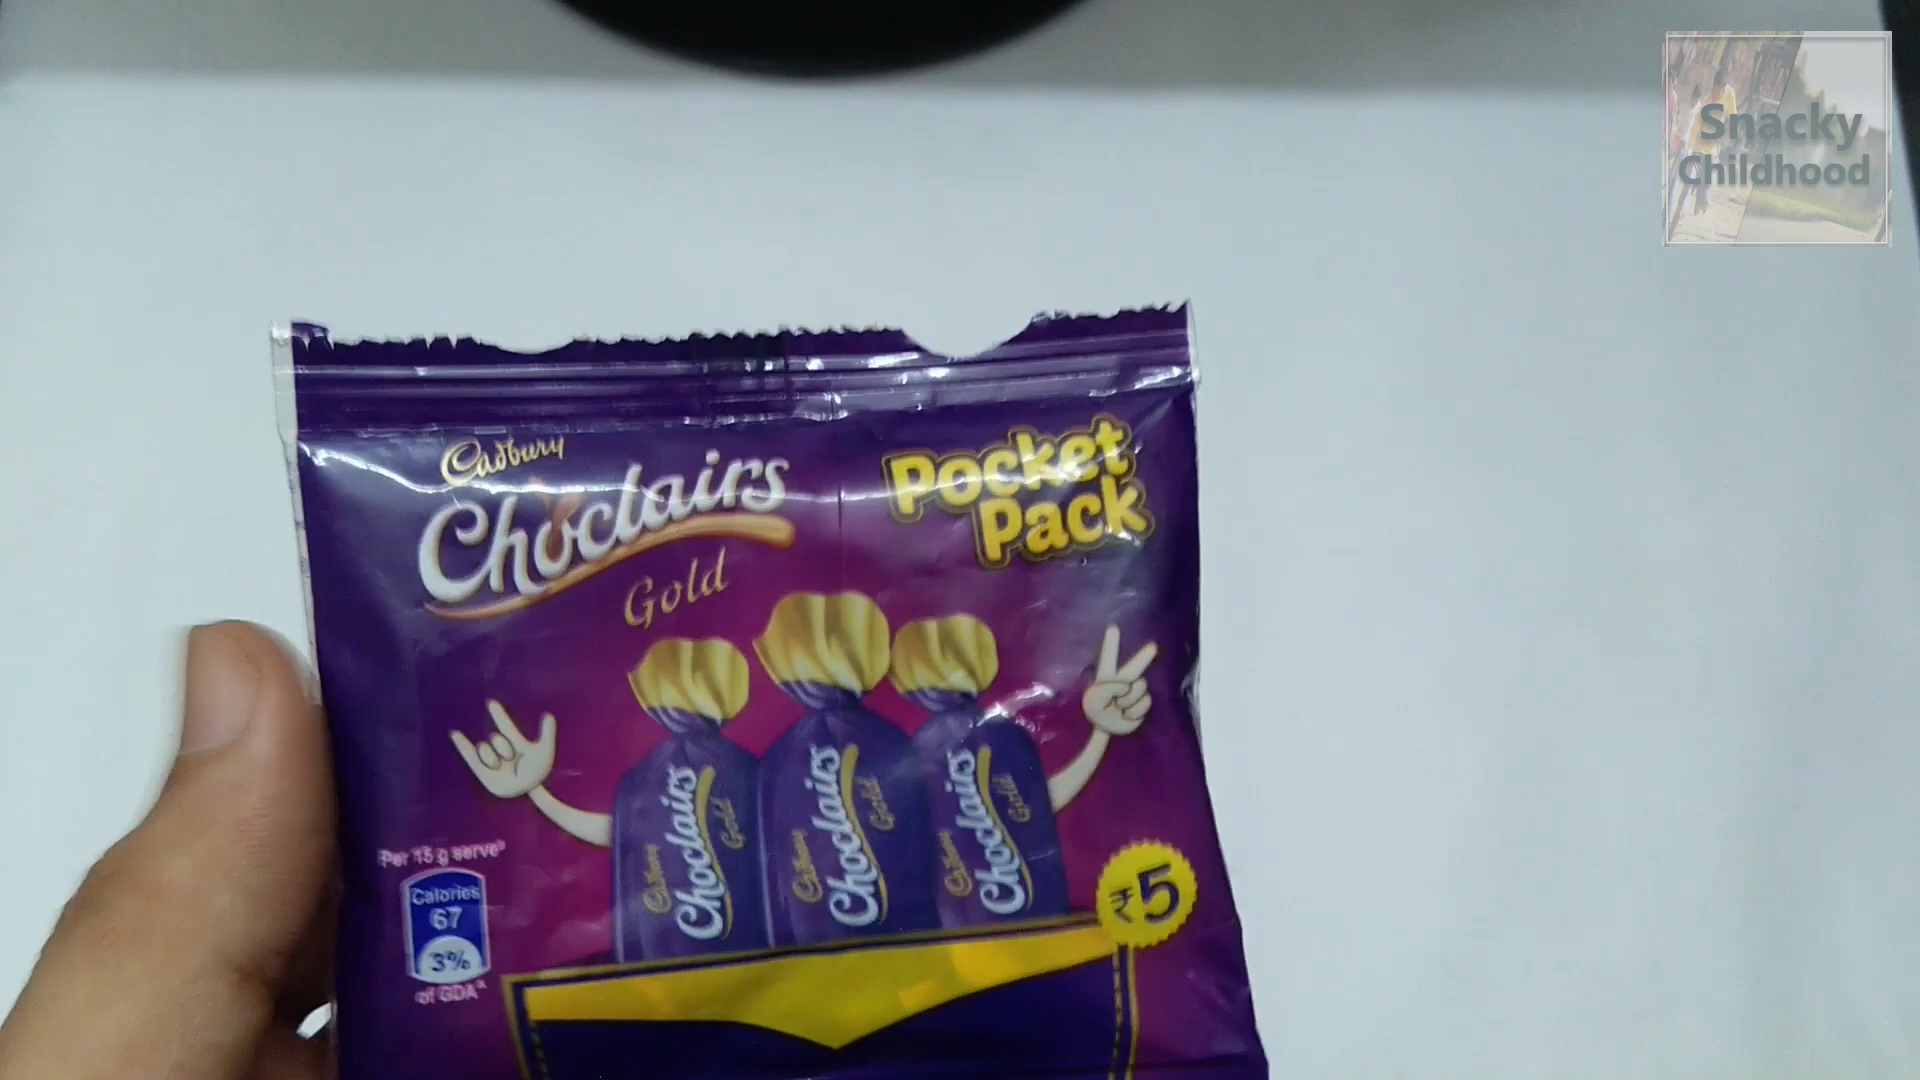 Snacky
Childhood
Cadbury
Choclairs
Gold
Pocket
Pack
Cadbury
Choclairs
Gold
Cadbury
Choclairs
Gold
Cadbury
Choclairs
Gold
Per 15 g serve*
Calories
67
3%
of GDA^
₹5